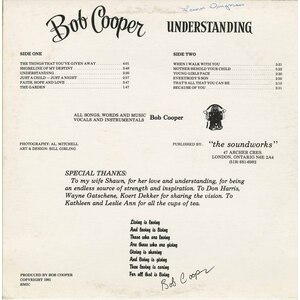 Bob Cooper UNDERSTANDING
SIDE ONE
THE THINGS THAT YOU'VE GIVEN AWAY 4:01
SHORELINE OF MY DESTINY
UNDERSTANDING
JUST A CHILD - JUST A NIGHT
FAITH, HOPE AND LOVE
THE GARDEN
SIDE TWO
WHEN I WALK WITH YOU
MOTHER BEHOLD YOUR CHILD
YOUNG GIRLS FACE
EVERYBODY'S SON
THAT'S ALL THAT YOU CAN BE
BECAUSE OF YOU
ALL SONGS, WORDS AND MUSIC
VOCALS AND INSTRUMENTALS Bob Cooper
PHOTOGRAPHY: AL. MITCHELL
ART & DESIGN: BILL GIRLING
PUBLISHED BY "the soundworks"
47 ARCHER CRES.
LONDON, ONTARIO N6E 2A4
SPECIAL THANKS:
To my wife Shawn, for her love and understanding, for being
an endless source of strength and inspiration. To Don Harris,
Wayne Gatschene, Koert Dekker for sharing the vision. To
Kathleen and Leslie Ann for all the cups of tea.
Living is loving
And loving is living
Those who are loving
Are those who are giving
Giving is sharing
And living is giving
Then loving is caring
For all that is living
Bob Cooper
PRODUCED BY BOB COOPER
COPYRIGHT 1981